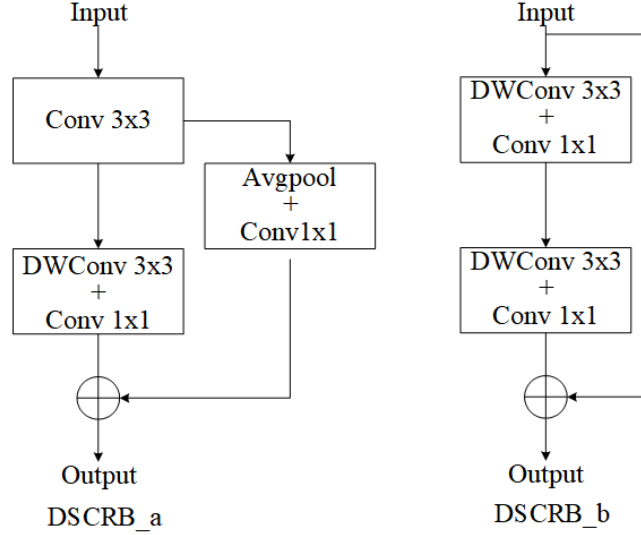 Input
Conv 3x3
Avgpool
+
Conv1x1
DWConv 3x3
+
Conv 1x1
Output
DSCRB_a
Input
DWConv 3x3
+
Conv 1x1
DWConv 3x3
+
Conv 1x1
Output
DSCRB_b